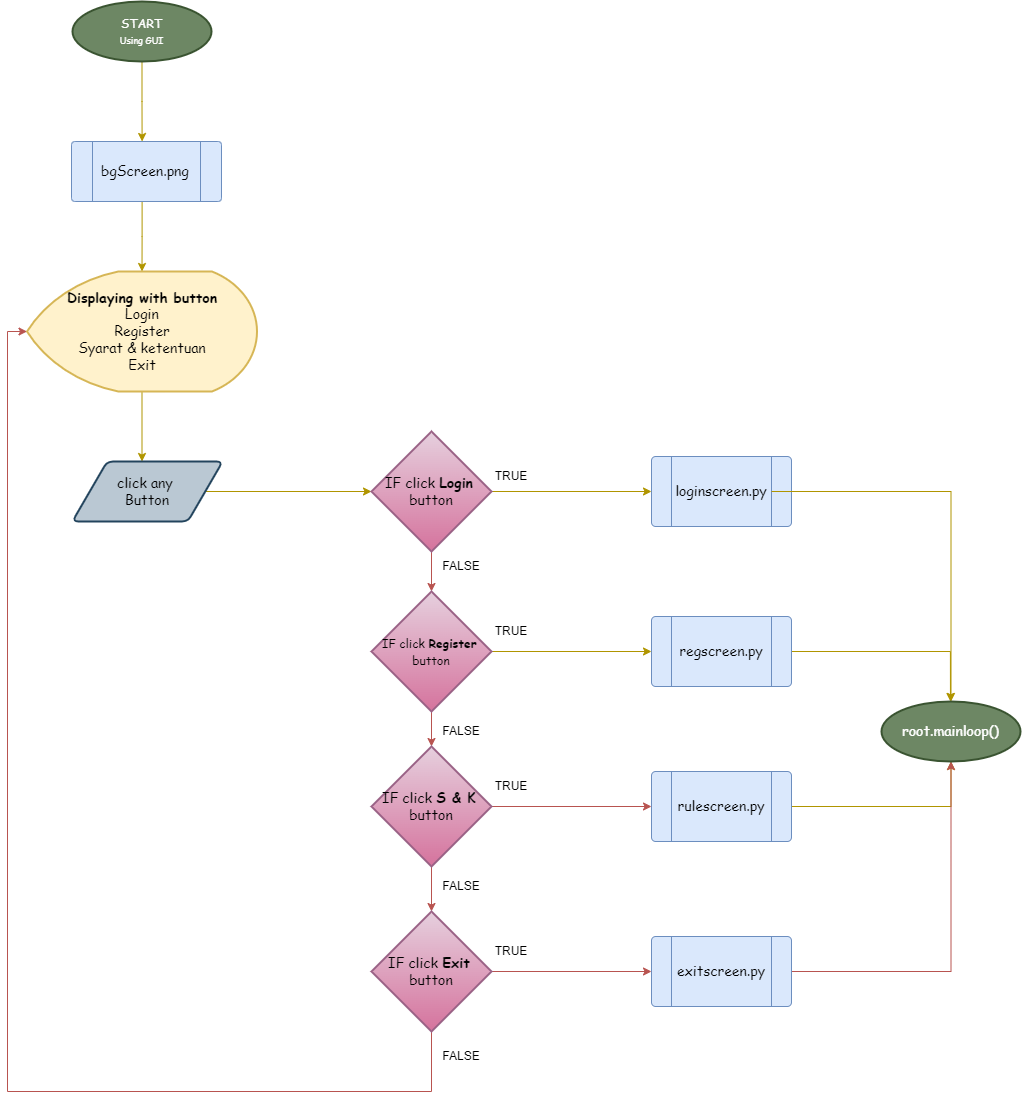 START
Using GUI
bgScreen.png
Displaying with button
Login
Register
Syarat & ketentuan
Exit
click any
Button
IF click Login
button
TRUE
loginscreen.py
FALSE
IF click Register
button
TRUE
regscreen.py
root.mainloop()
FALSE
IF click S & K
button
TRUE
rulescreen.py
FALSE
IF click Exit
button
TRUE
exitscreen.py
FALSE